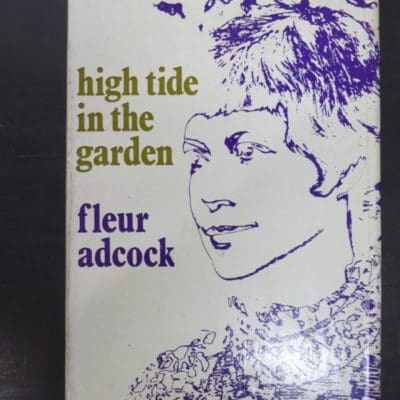 high tide
in the
garden
fleur
adcock